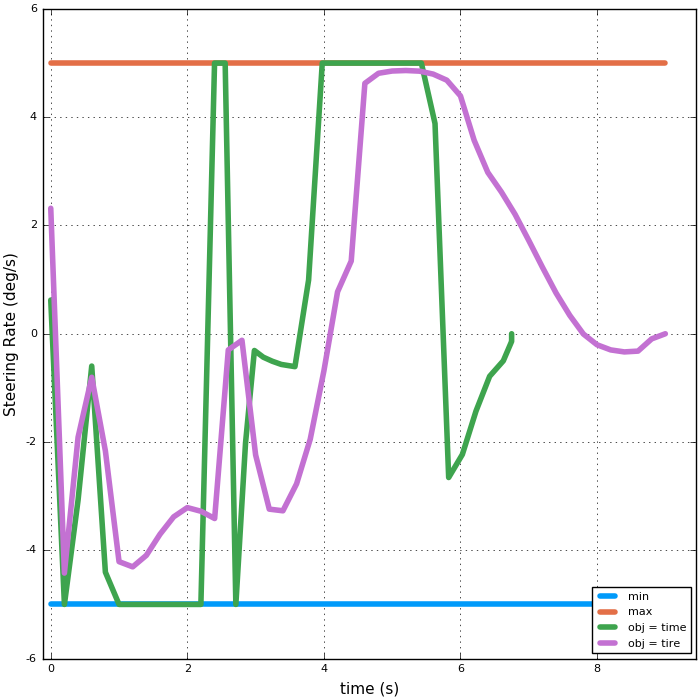 6
4
2
0
-2
-4
-6
Steering Rate (deg/s)
0 2 4 6 8
time (s)
min
max
obj = time
obj = tire